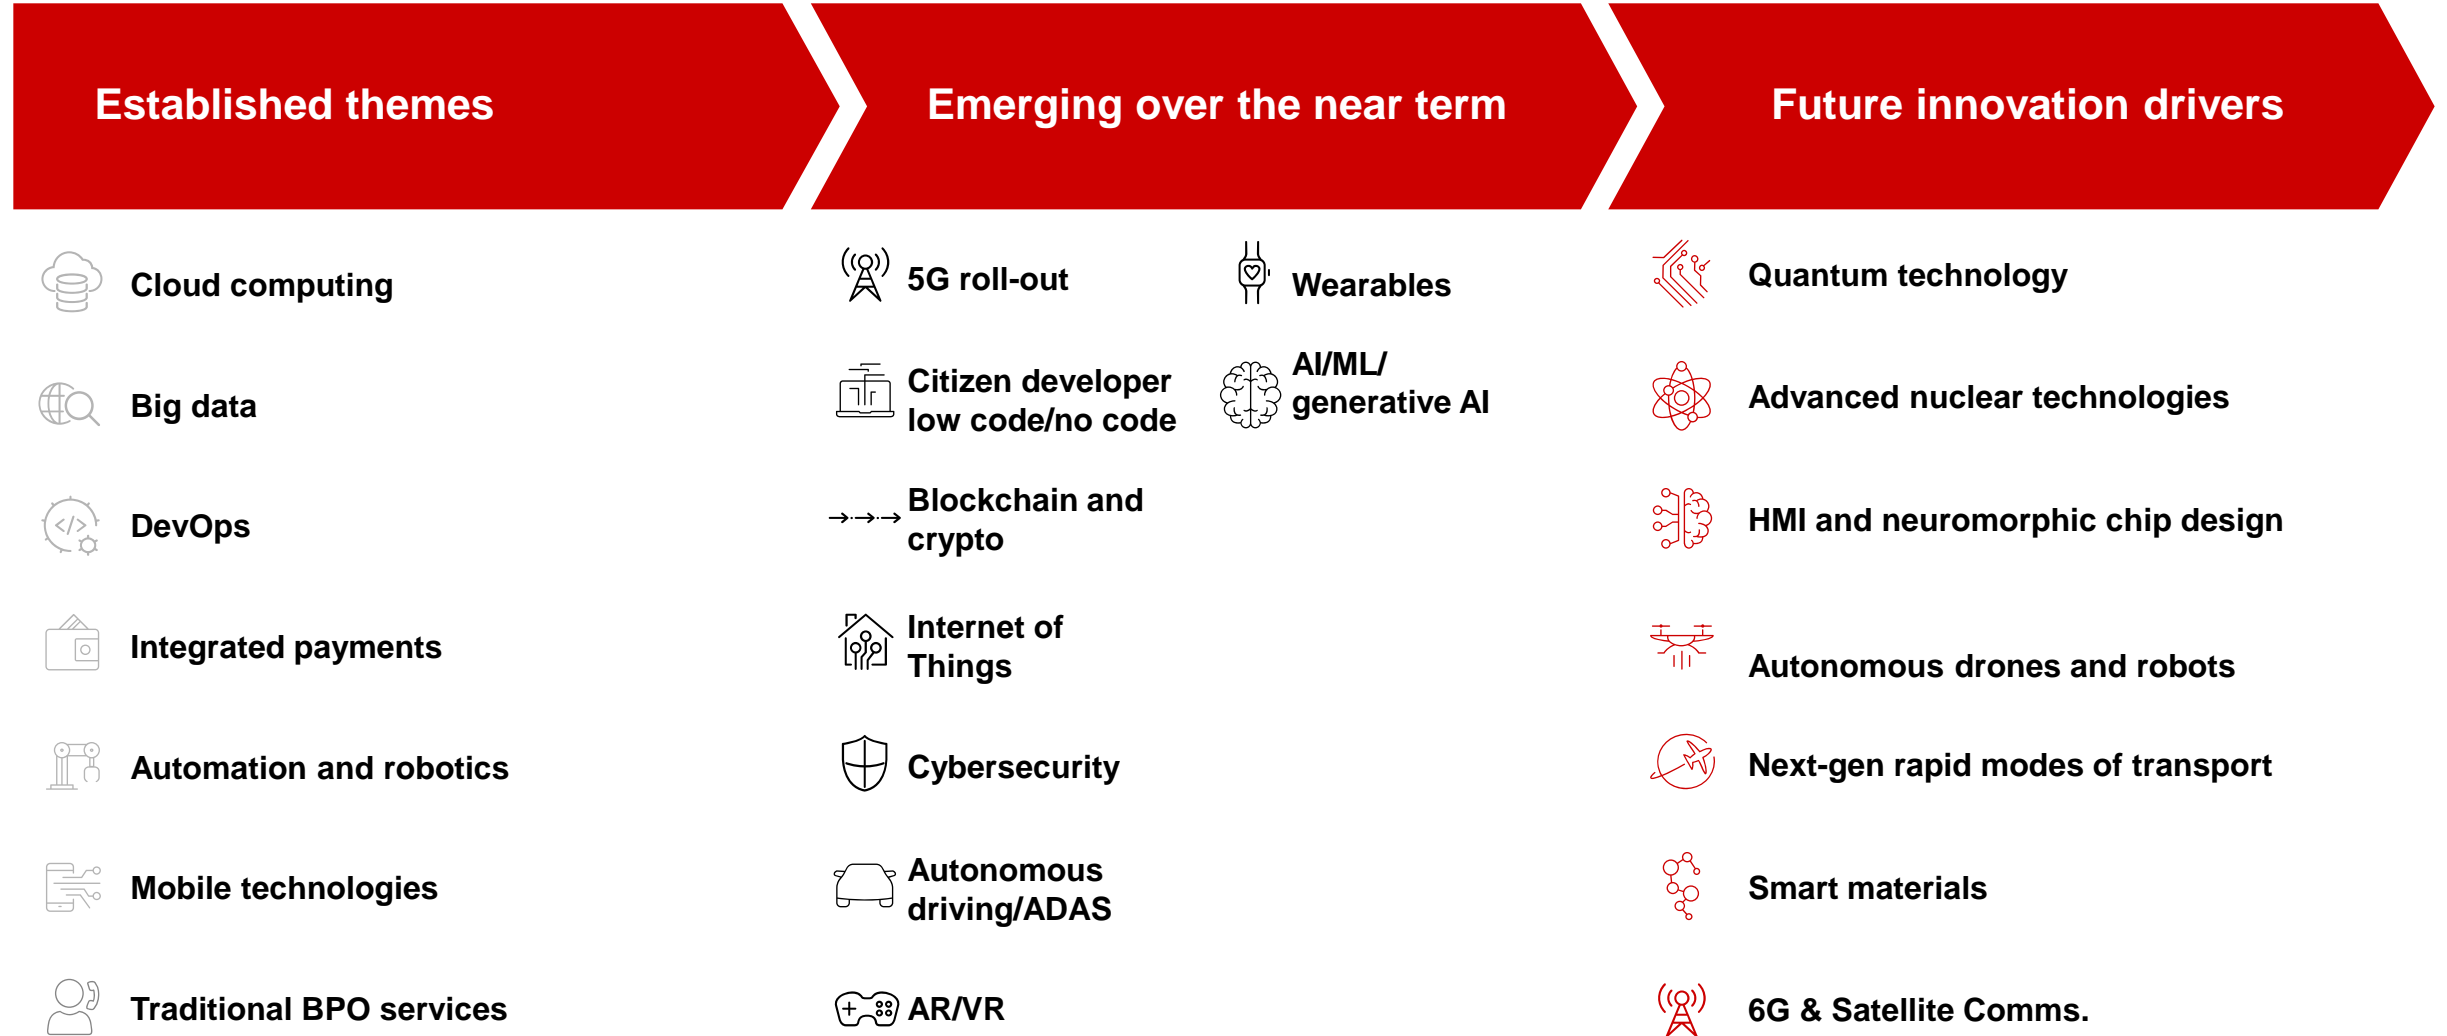 Established themes
Emerging over the near term
Future innovation drivers
Cloud computing
Big data
DevOps
Integrated payments
Automation and robotics
Mobile technologies
Traditional BPO services
5G roll-out
Citizen developer
low code/no code
Blockchain and
crypto
Internet of
Things
Cybersecurity
Autonomous
driving/ADAS
AR/VR
Wearables
AI/ML/
generative AI
Quantum technology
Advanced nuclear technologies
HMI and neuromorphic chip design
Autonomous drones and robots
Next-gen rapid modes of transport
Smart materials
6G & Satellite Comms.